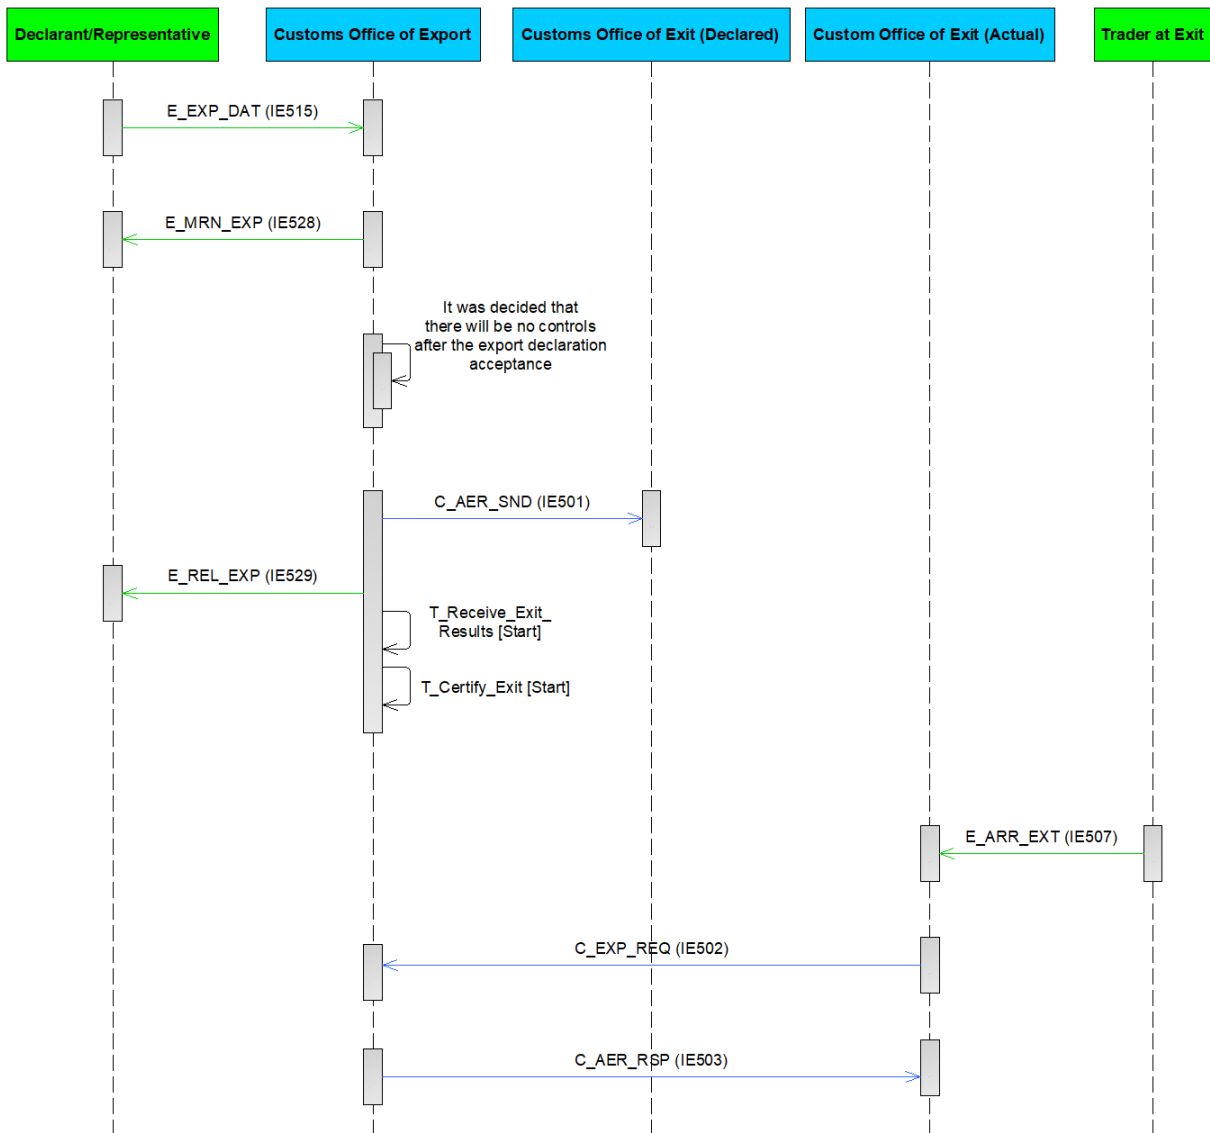 Declarant/Representative
Customs Office of Export
Customs Office of Exit (Declared)
Custom Office of Exit (Actual)
Trader at Exit
E_EXP_DAT (IE515)
E_MRN_EXP (IE528)
It was decided that
there will be no controls
after the export declaration
acceptance
C_AER_SND (IE501)
E_REL_EXP (IE529)
T_Receive_Exit_
Results [Start]
T_Certify_Exit [Start]
E_ARR_EXT (IE507)
C_EXP_REQ (IE502)
C_AER_RSP (IE503)